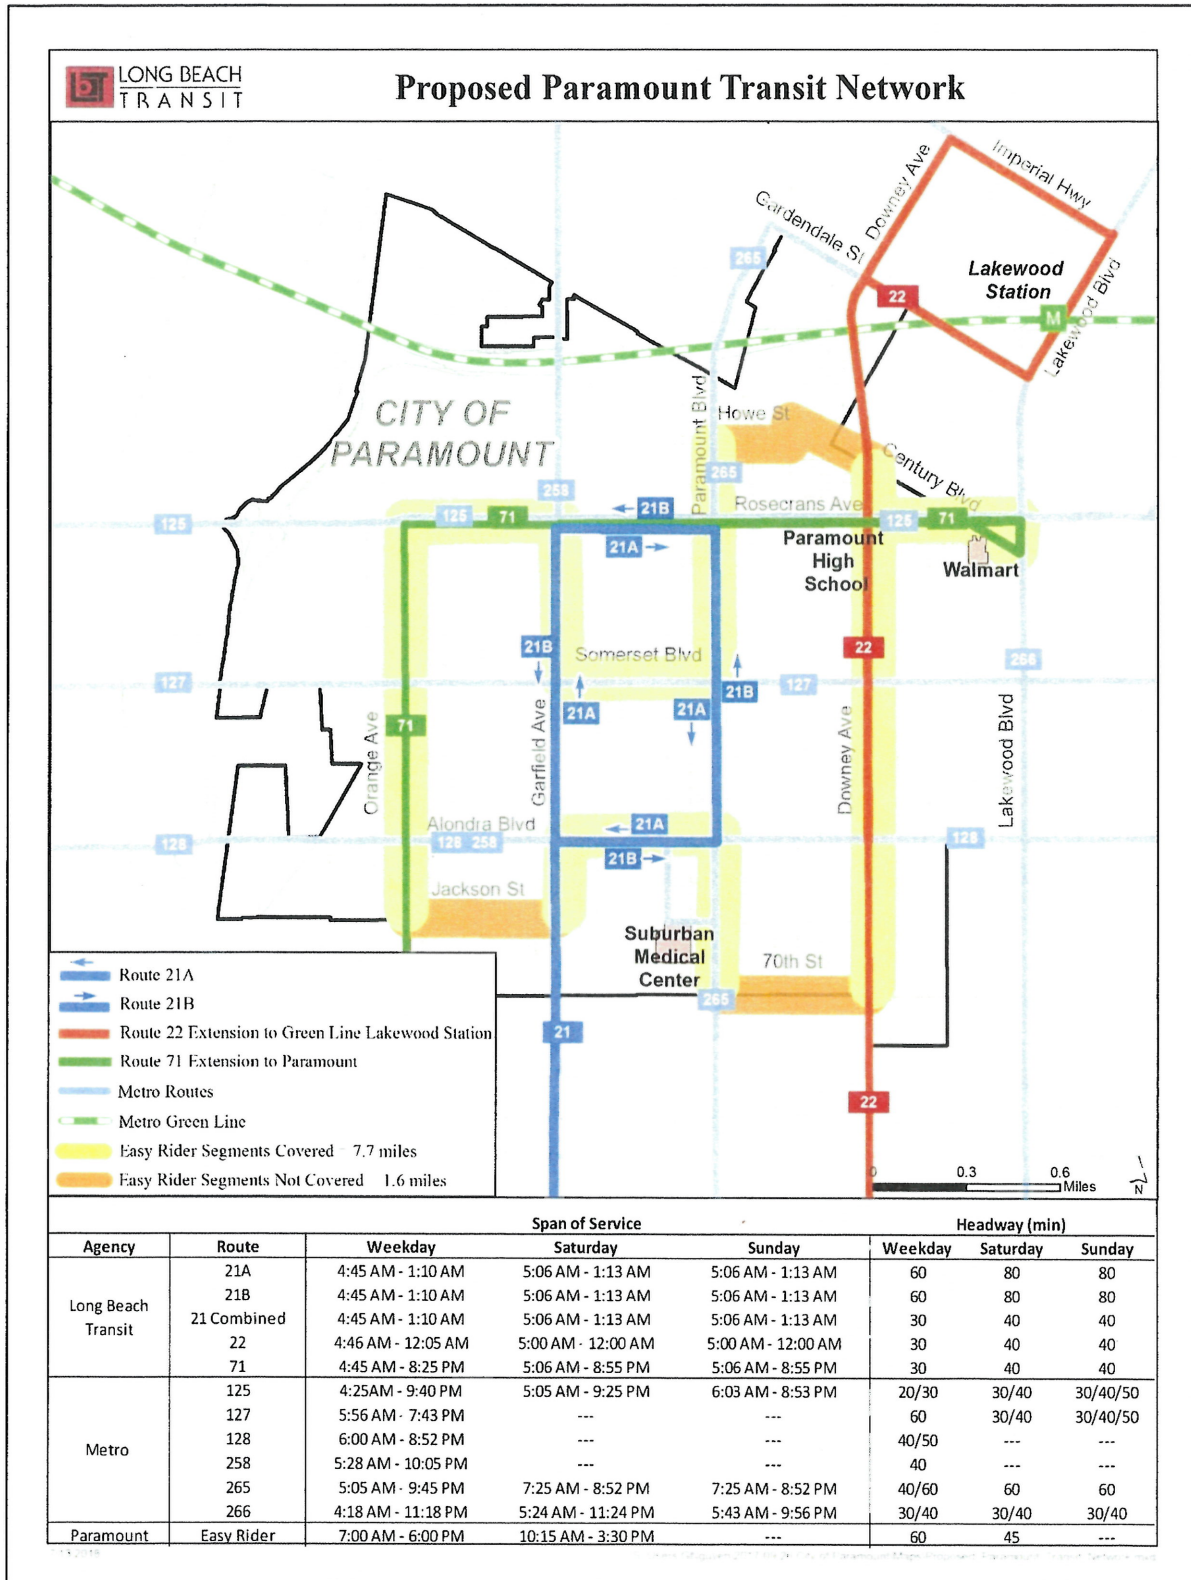 LONG BEACH
TRANSIT
Proposed Paramount Transit Network
Imperial Hwy
Downey Ave
Gardendale St
265
Lakewood
Station
22
M
Lakewood Blvd
CITY OF
PARAMOUNT
Paramount Blvd
Howe St
Century Blvd
258
265
Rosecrans Ave
125
125
71
21B
21A
125
71
Paramount
High
School
Walmart
21B
Somerset Blvd
22
266
127
21A
21A
21B
127
Orange Ave
71
Garfield Ave
Downey Ave
Lakewood Blvd
Alondra Blvd
21A
128
128 258
21B
128
Jackson St
Suburban
Medical
Center
70th St
265
21
22
Route 21A
Route 21B
Route 22 Extension to Green Line Lakewood Station
Route 71 Extension to Paramount
Metro Routes
Metro Green Line
Easy Rider Segments Covered 7.7 miles
Easy Rider Segments Not Covered 1.6 miles
0 0.3 0.6
Miles
N
Span of Service Headway (min)
Agency Route Weekday Saturday Sunday Weekday Saturday Sunday
Long Beach Transit
21A 4:45 AM - 1:10 AM 5:06 AM - 1:13 AM 5:06 AM - 1:13 AM 60 80 80
21B 4:45 AM - 1:10 AM 5:06 AM - 1:13 AM 5:06 AM - 1:13 AM 60 80 80
21 Combined 4:45 AM - 1:10 AM 5:06 AM - 1:13 AM 5:06 AM - 1:13 AM 30 40 40
22 4:46 AM - 12:05 AM 5:00 AM - 12:00 AM 5:00 AM - 12:00 AM 30 40 40
71 4:45 AM - 8:25 PM 5:06 AM - 8:55 PM 5:06 AM - 8:55 PM 30 40 40
Metro
125 4:25AM - 9:40 PM 5:05 AM - 9:25 PM 6:03 AM - 8:53 PM 20/30 30/40 30/40/50
127 5:56 AM - 7:43 PM --- --- 60 30/40 30/40/50
128 6:00 AM - 8:52 PM --- --- 40/50 --- ---
258 5:28 AM - 10:05 PM --- --- 40 --- ---
265 5:05 AM - 9:45 PM 7:25 AM - 8:52 PM 7:25 AM - 8:52 PM 40/60 60 60
266 4:18 AM - 11:18 PM 5:24 AM - 11:24 PM 5:43 AM - 9:56 PM 30/40 30/40 30/40
Paramount Easy Rider 7:00 AM - 6:00 PM 10:15 AM - 3:30 PM --- 60 45 ---